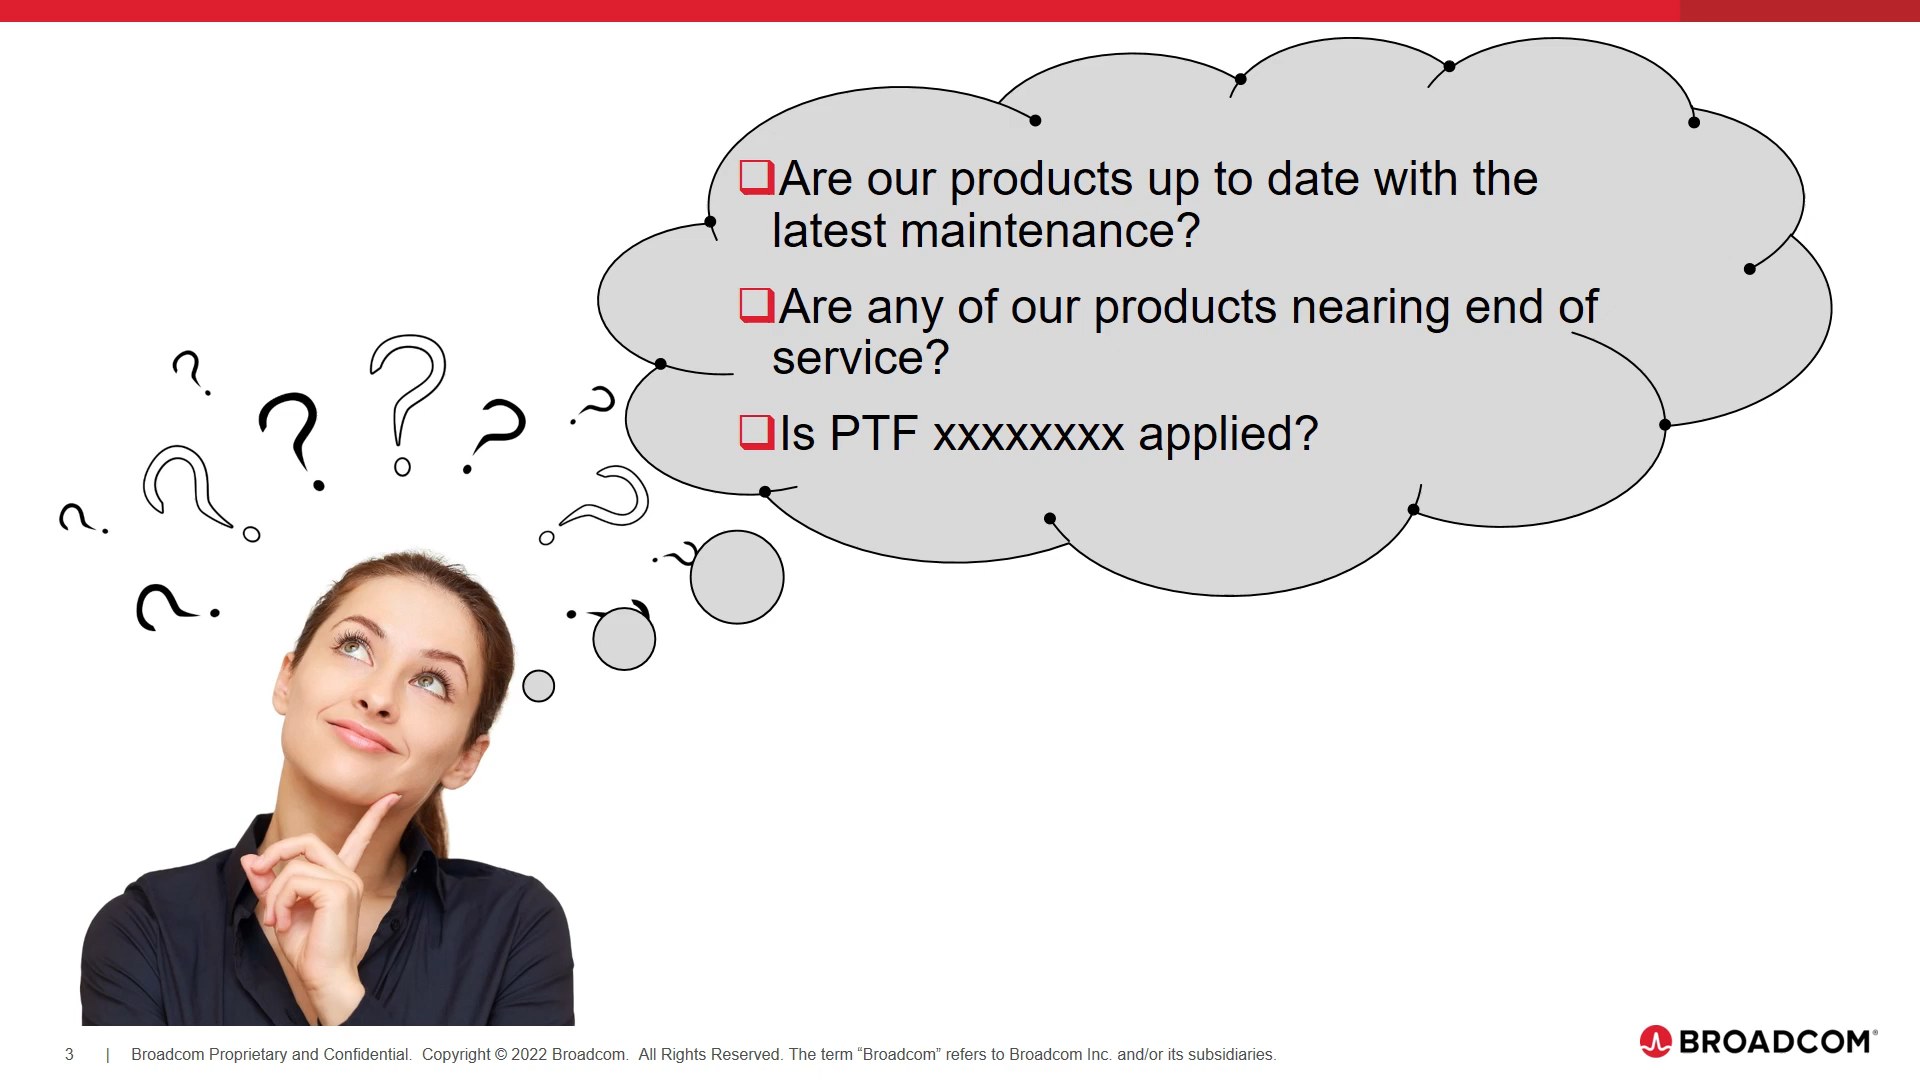 ❑Are our products up to date with the
latest maintenance?
❑Are any of our products nearing end of
service?
❑Is PTF xxxxxxxx applied?
3 | Broadcom Proprietary and Confidential. Copyright © 2022 Broadcom. All Rights Reserved. The term “Broadcom” refers to Broadcom Inc. and/or its subsidiaries.
BROADCOM®